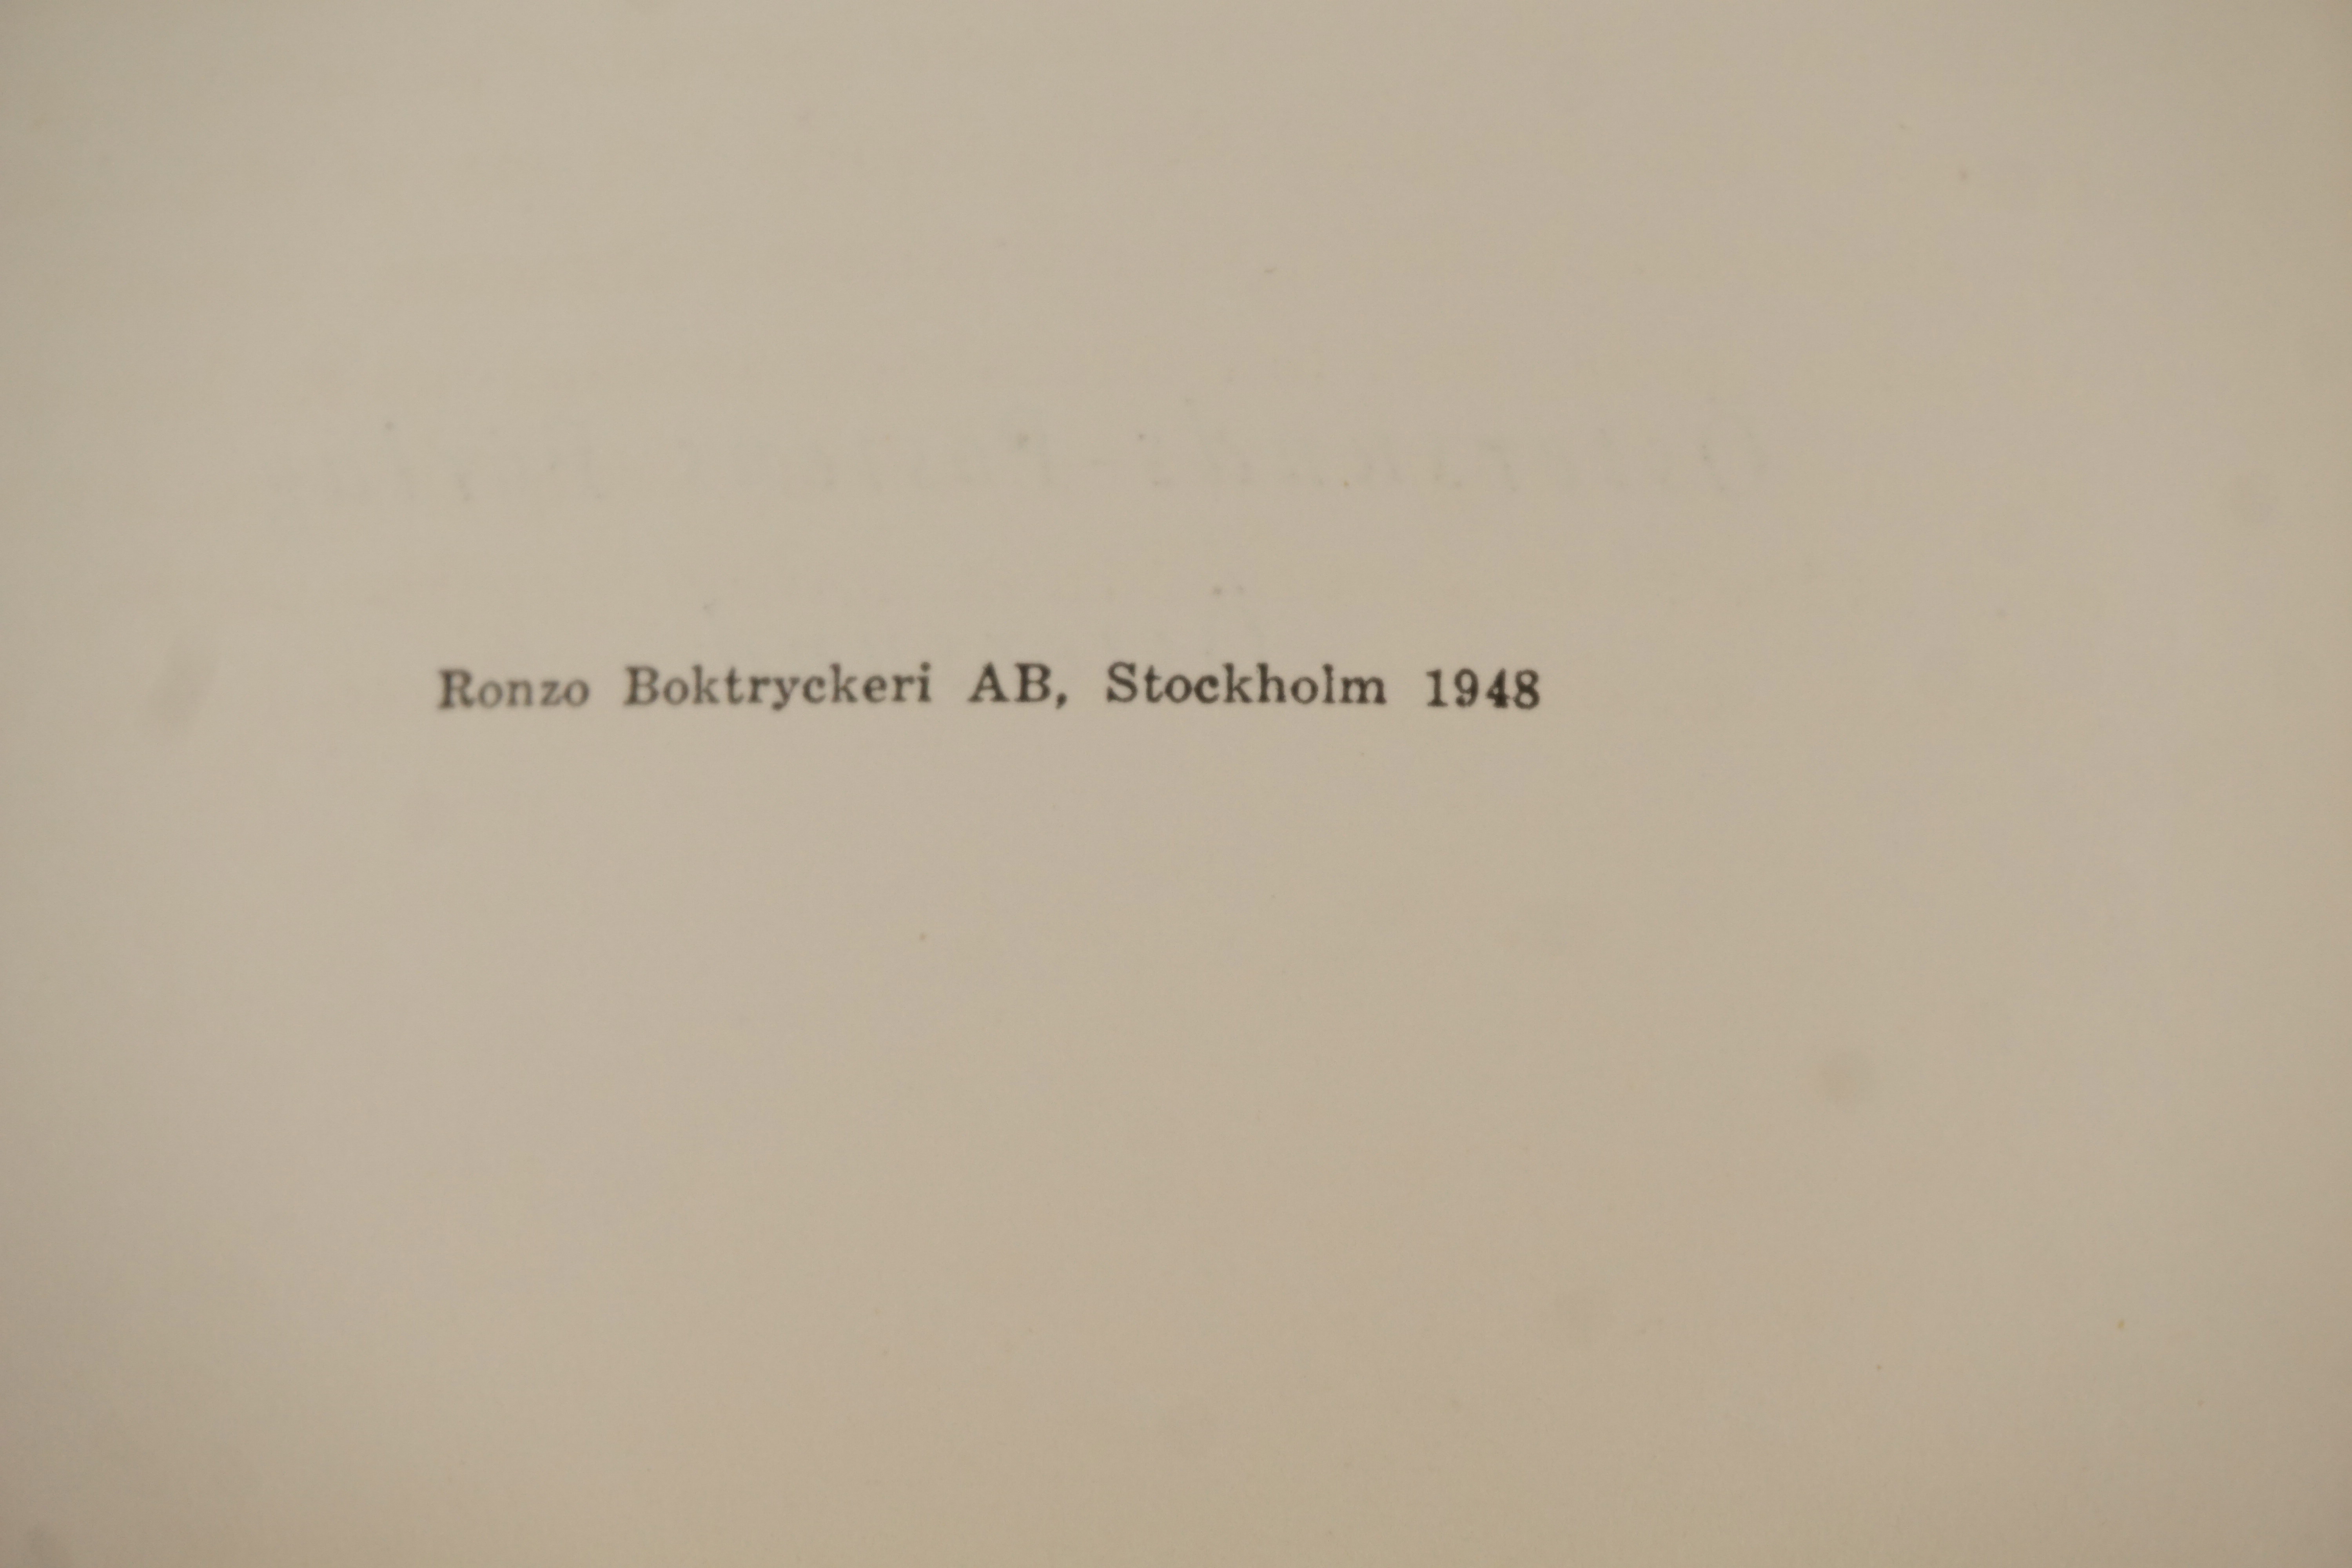 Ronzo Boktryckeri AB, Stockholm 1948